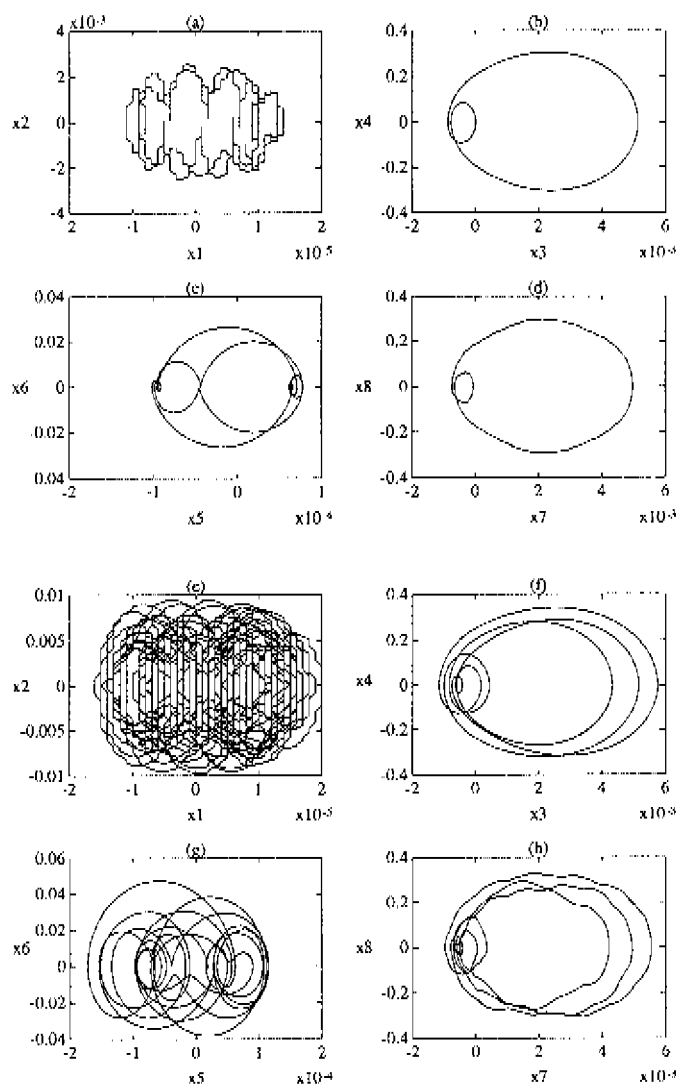 x10-3 (a)
4
2
x2 0
-2
-4
-2 -1 0 1 2
x1 x10-5
(b)
0.4
0.2
x4 0
-0.2
-0.4
-2 0 2 4 6
x3 x10-3
(c)
0.04
0.02
x6 0
-0.02
0.04
-2 -1 0 1
x5 x10-4
(d)
0.4
0.2
x8 0
-0.2
-0.4
-2 0 2 4 6
x7 x10-3
(e)
0.01
0.005
x2 0
-0.005
-0.01
-2 -1 0 1 2
x1 x10-5
(f)
0.4
0.2
x4 0
-0.2
-0.4
-2 0 2 4 6
x3 x10-3
(g)
0.06
0.04
0.02
x6 0
-0.02
-0.04
-2 -1 0 1
x5 x10-4
(h)
0.4
0.2
x8 0
-0.2
-0.4
-2 0 2 4 6
x7 x10-3